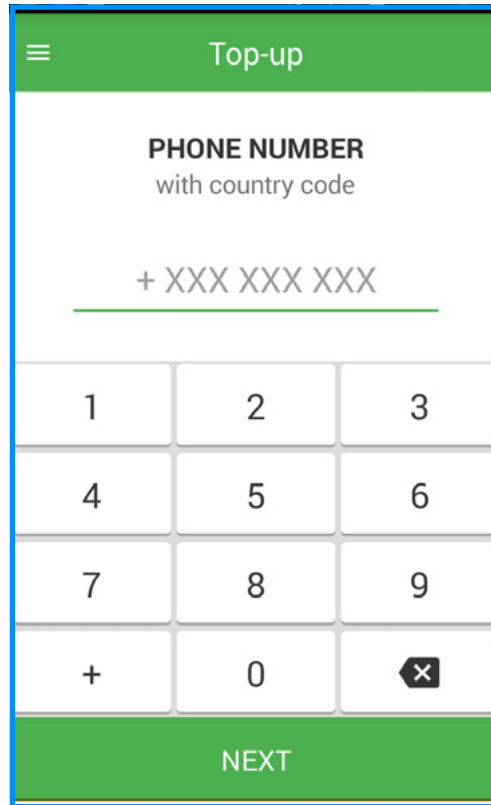 Top-up
PHONE NUMBER
with country code
+ XXX XXX XXX
1 2 3
4 5 6
7 8 9
+ 0
NEXT